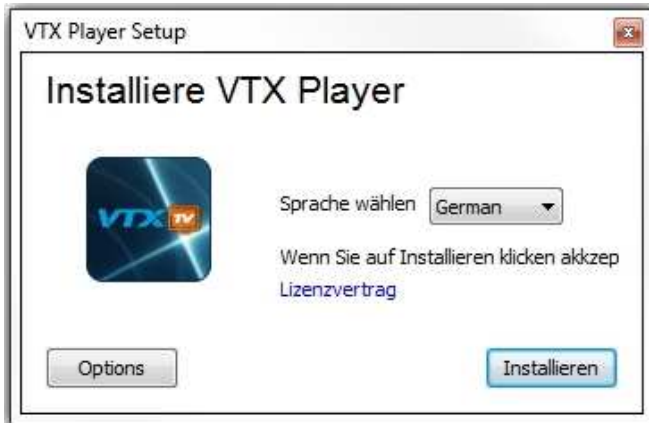 VTX Player Setup
Installiere VTX Player
VTX TV
Sprache wählen German
Wenn Sie auf Installieren klicken akkzep
Lizenzvertrag
Options Installieren